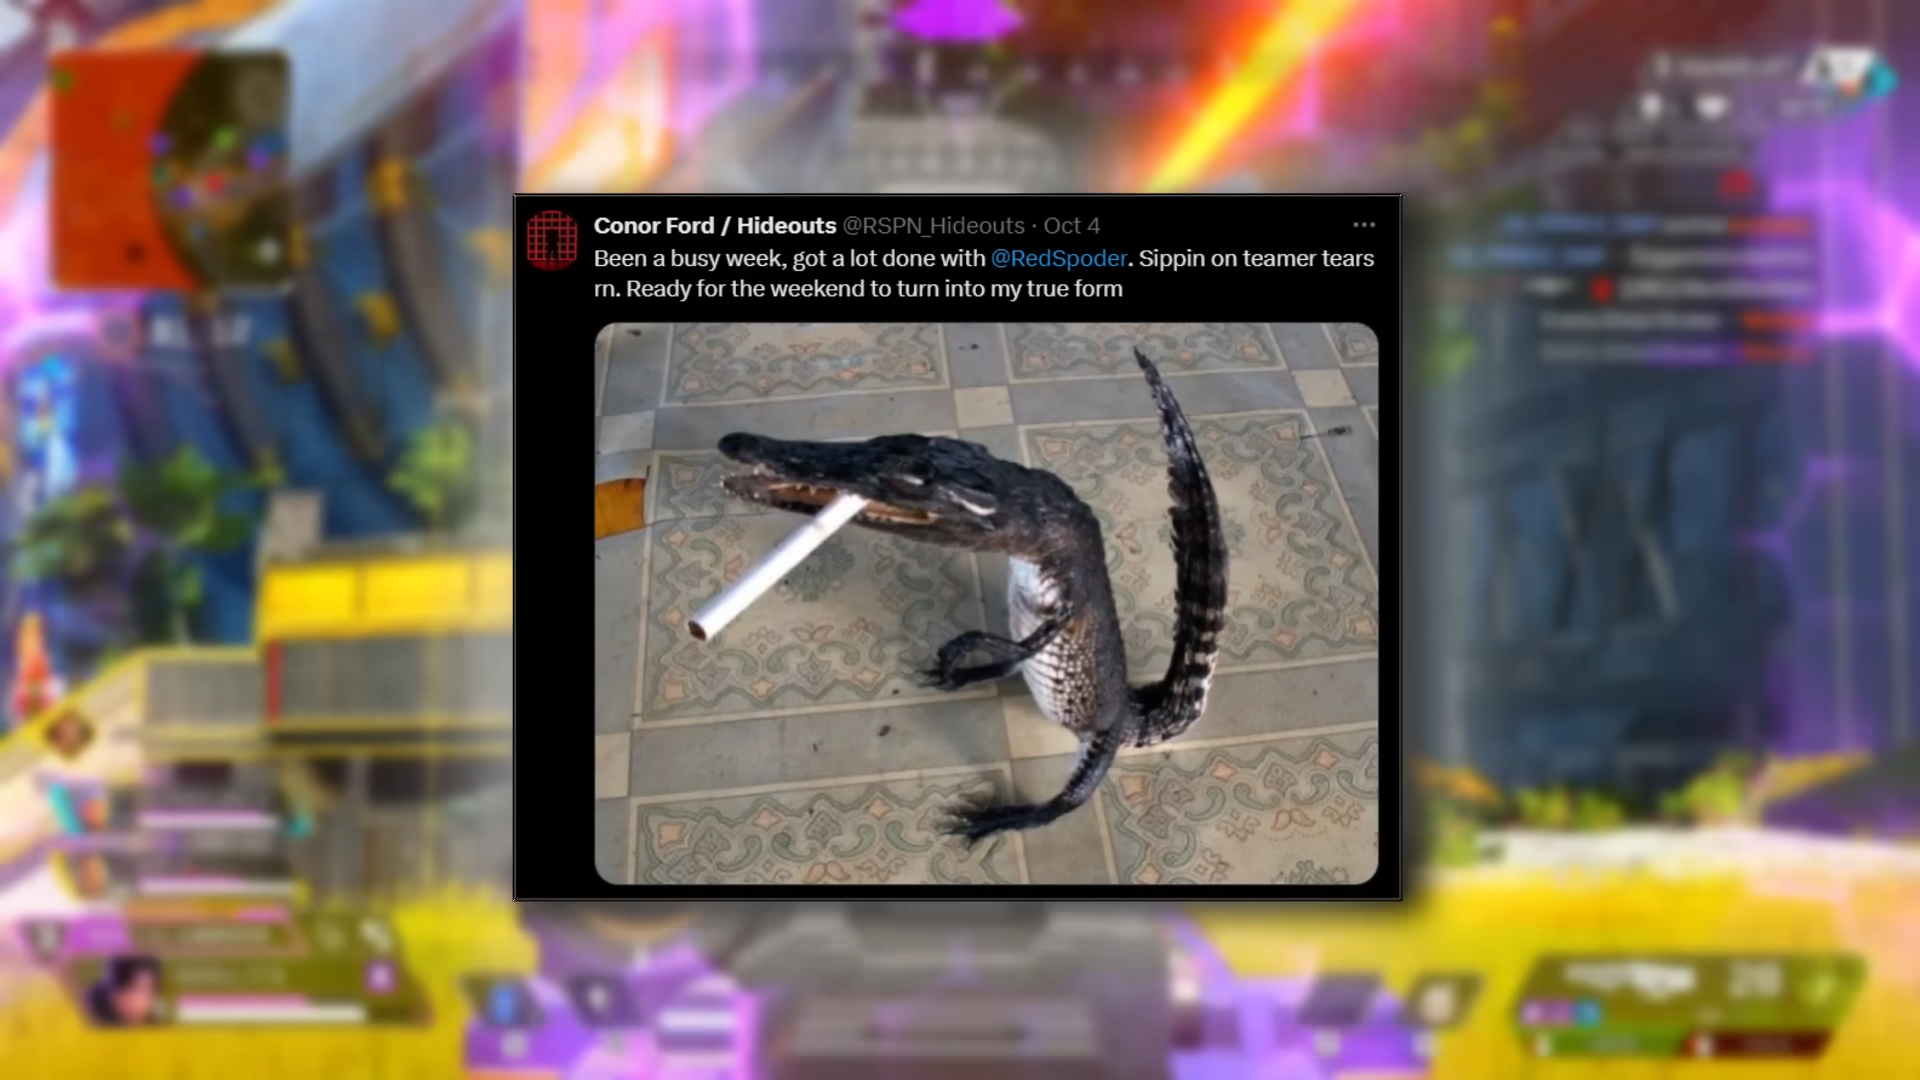 Conor Ford / Hideouts @RSPN_Hideouts · Oct 4
Been a busy week, got a lot done with @RedSpoder. Sippin on teamer tears
rn. Ready for the weekend to turn into my true form